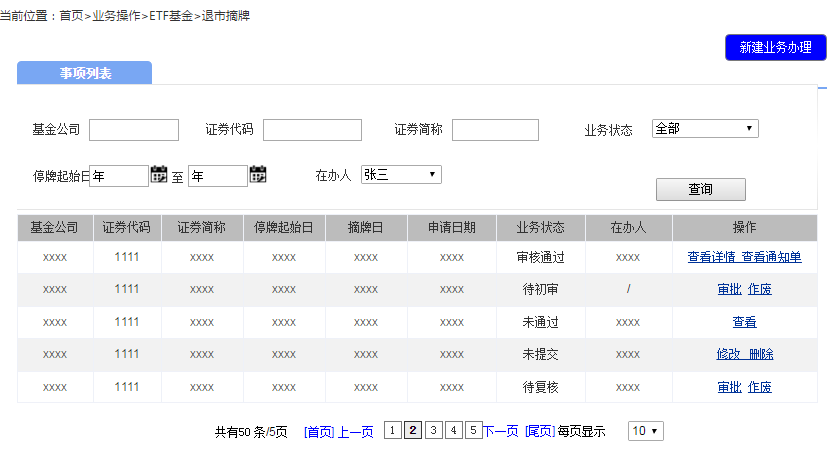 当前位置：首页>业务操作>ETF基金>退市摘牌
新建业务办理
事项列表
基金公司 证券代码 证券简称 业务状态 全部
停牌起始日 年 至 年 在办人 张三
查询
基金公司 证券代码 证券简称 停牌起始日 摘牌日 申请日期 业务状态 在办人 操作
xxxx 1111 xxxx xxxx xxxx xxxx 审核通过 xxxx 查看详情 查看通知单
xxxx 1111 xxxx xxxx xxxx xxxx 待初审 / 审批 作废
xxxx 1111 xxxx xxxx xxxx xxxx 未通过 xxxx 查看
xxxx 1111 xxxx xxxx xxxx xxxx 未提交 xxxx 修改 删除
xxxx 1111 xxxx xxxx xxxx xxxx 待复核 xxxx 审批 作废
共有50 条/5页 [首页] 上一页 1 2 3 4 5 下一页 [尾页] 每页显示 10